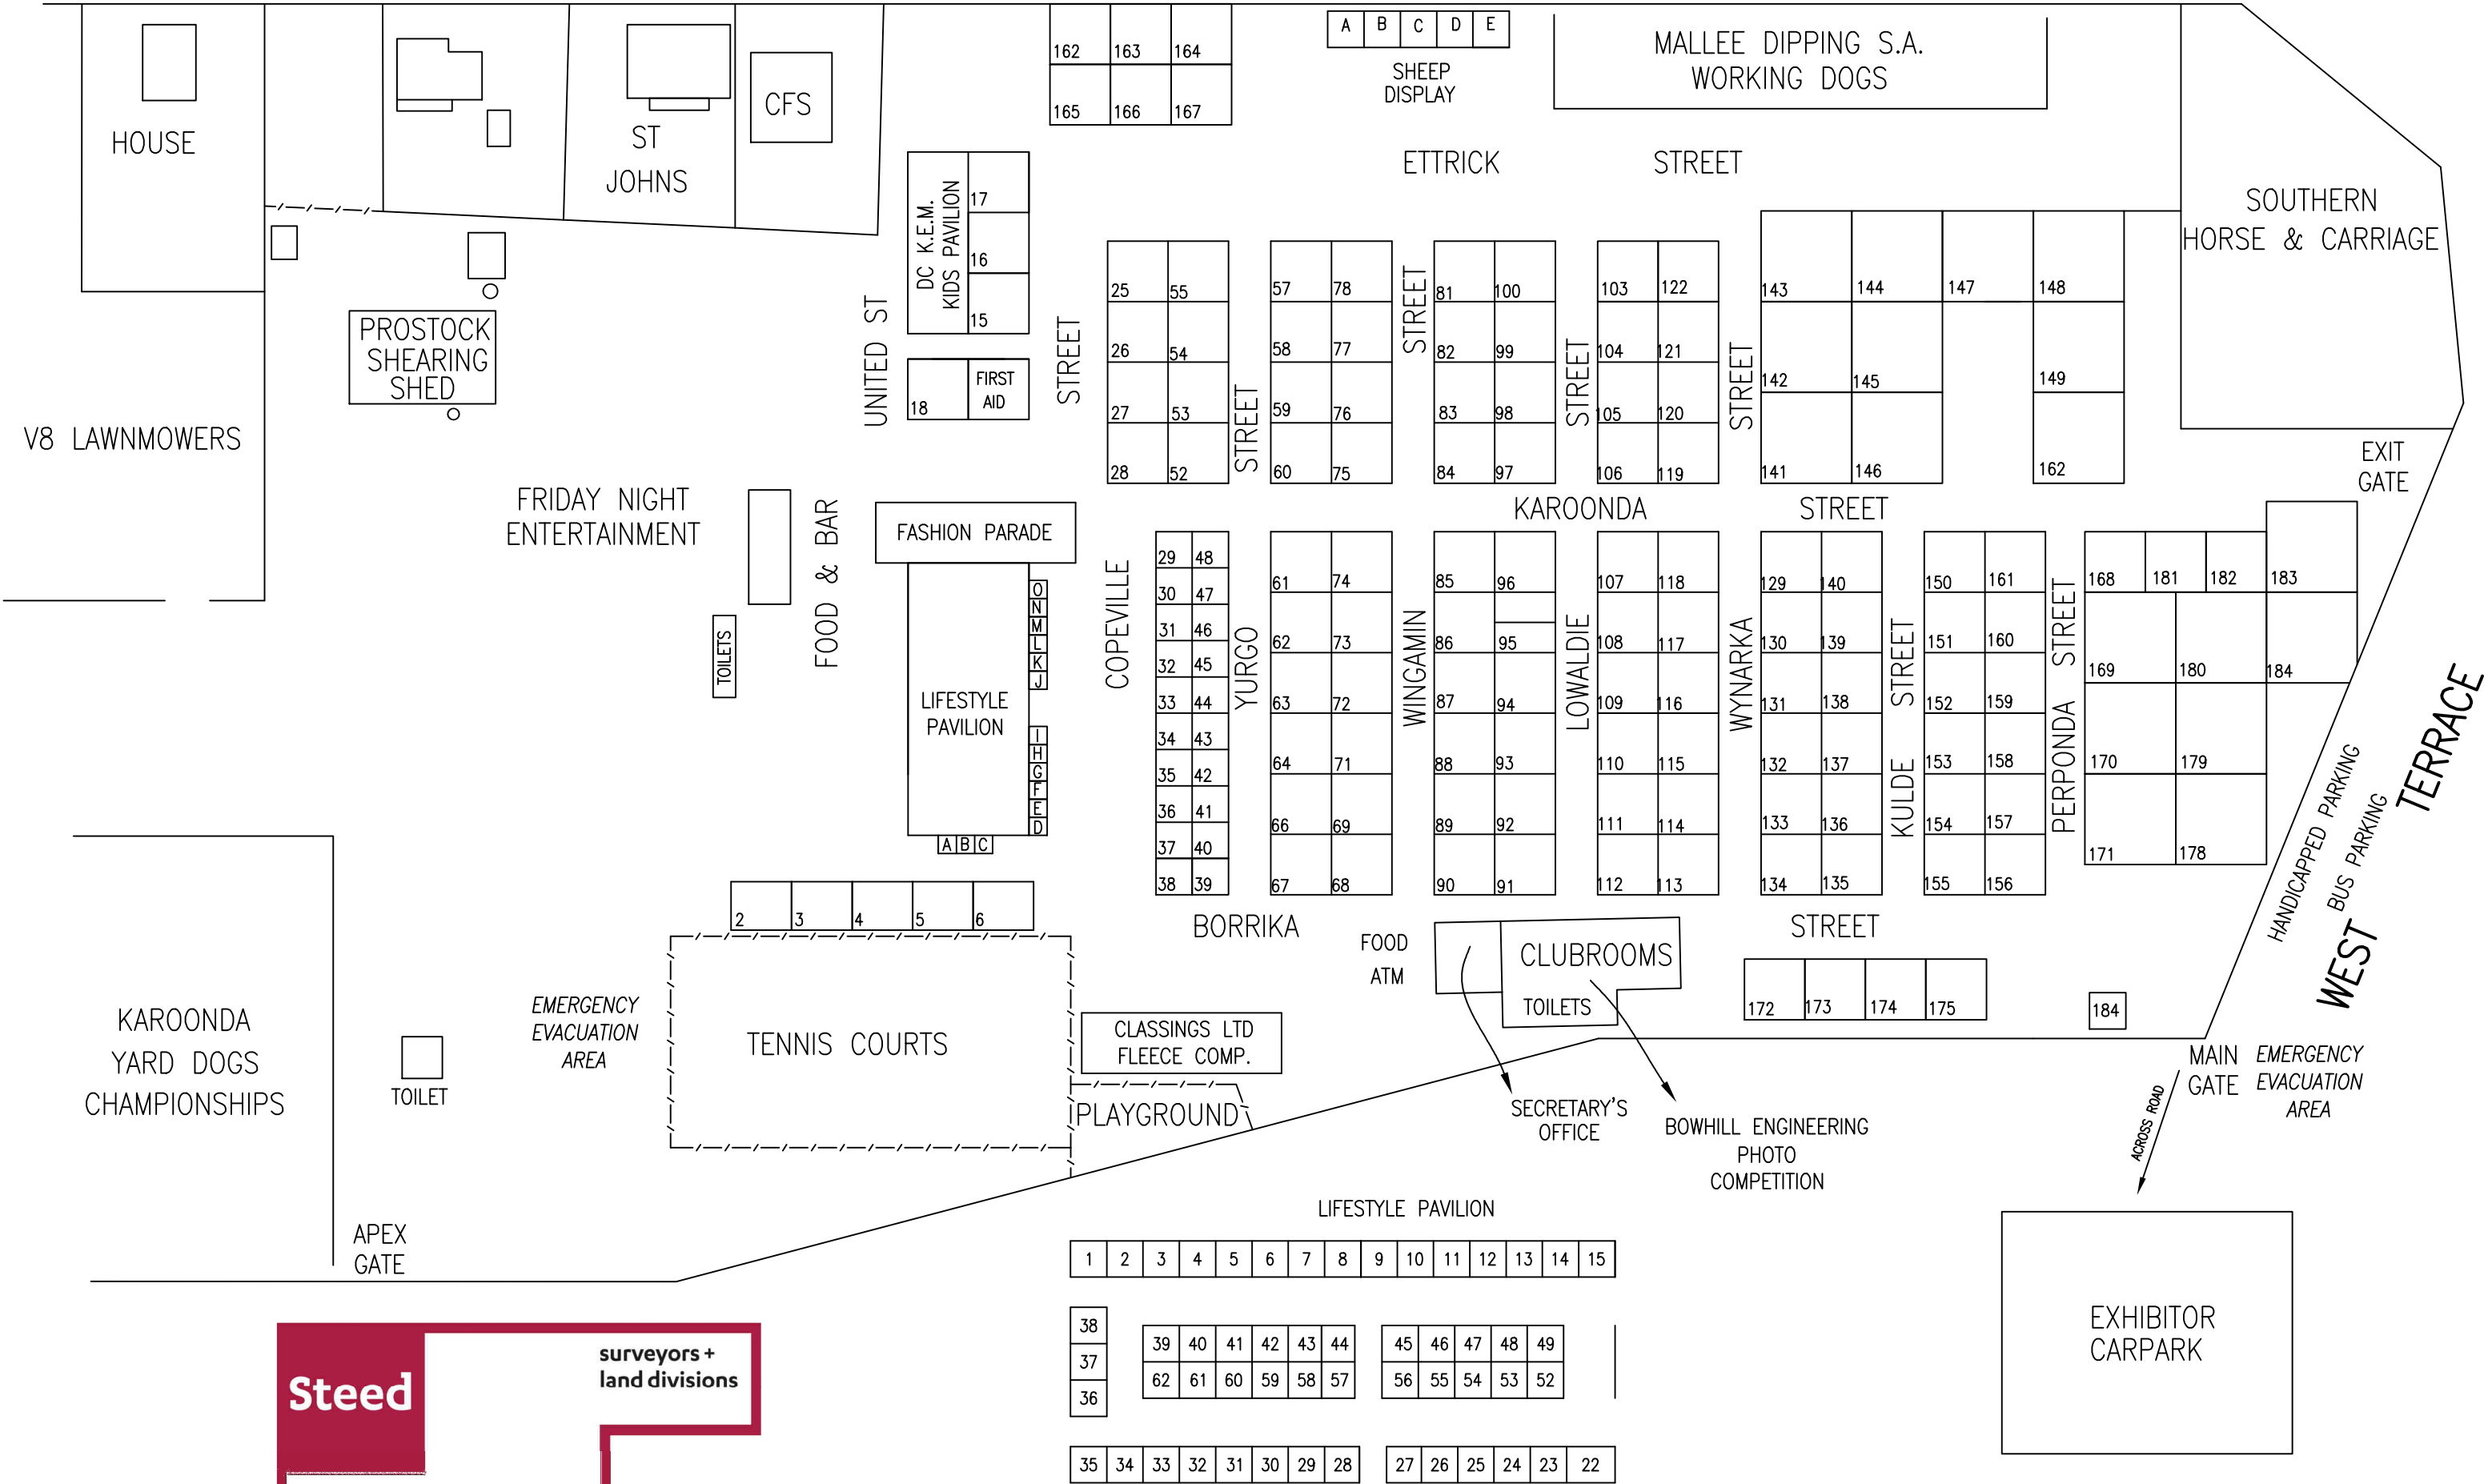 A B C D E
SHEEP
DISPLAY
MALLEE DIPPING S.A.
WORKING DOGS
162 163 164
165 166 167
HOUSE
ST
JOHNS
CFS
ETTRICK STREET
SOUTHERN
HORSE & CARRIAGE
DC K.E.M.
KIDS PAVILION
17
16
15
UNITED ST
18
FIRST
AID
PROSTOCK
SHEARING
SHED
V8 LAWNMOWERS
COPEVILLE STREET
25 55
26 54
27 53
28 52
YURGO STREET
57 78
58 77
59 76
60 75
WINGAMIN STREET
81 100
82 99
83 98
84 97
LOWALDIE STREET
103 122
104 121
105 120
106 119
WYNARKA STREET
143 144 147 148
142 145 149
141 146 162
EXIT
GATE
KAROONDA STREET
FRIDAY NIGHT
ENTERTAINMENT
FOOD & BAR
TOILETS
FASHION PARADE
LIFESTYLE
PAVILION
O
N
M
L
K
J
I
H
G
F
E
D
A B C
29 48
30 47
31 46
32 45
33 44
34 43
35 42
36 41
37 40
38 39
61 74
62 73
63 72
64 71
66 69
67 68
85 96
86 95
87 94
88 93
89 92
90 91
107 118
108 117
109 116
110 115
111 114
112 113
129 140
130 139
131 138
132 137
133 136
134 135
KULDE STREET
150 161
151 160
152 159
153 158
154 157
155 156
PERPONDA STREET
168 181 182 183
169 180 184
170 179
171 178
HANDICAPPED PARKING
BUS PARKING
WEST TERRACE
2 3 4 5 6
BORRIKA STREET
FOOD
ATM
CLUBROOMS
TOILETS
172 173 174 175
184
KAROONDA
YARD DOGS
CHAMPIONSHIPS
TOILET
EMERGENCY
EVACUATION
AREA
TENNIS COURTS
CLASSINGS LTD
FLEECE COMP.
PLAYGROUND
SECRETARY'S
OFFICE
BOWHILL ENGINEERING
PHOTO
COMPETITION
MAIN
GATE
EMERGENCY
EVACUATION
AREA
ACROSS ROAD
APEX
GATE
LIFESTYLE PAVILION
1 2 3 4 5 6 7 8 9 10 11 12 13 14 15
38
37
36
39 40 41 42 43 44 45 46 47 48 49
62 61 60 59 58 57 56 55 54 53 52
35 34 33 32 31 30 29 28 27 26 25 24 23 22
EXHIBITOR
CARPARK
Steed
surveyors +
land divisions